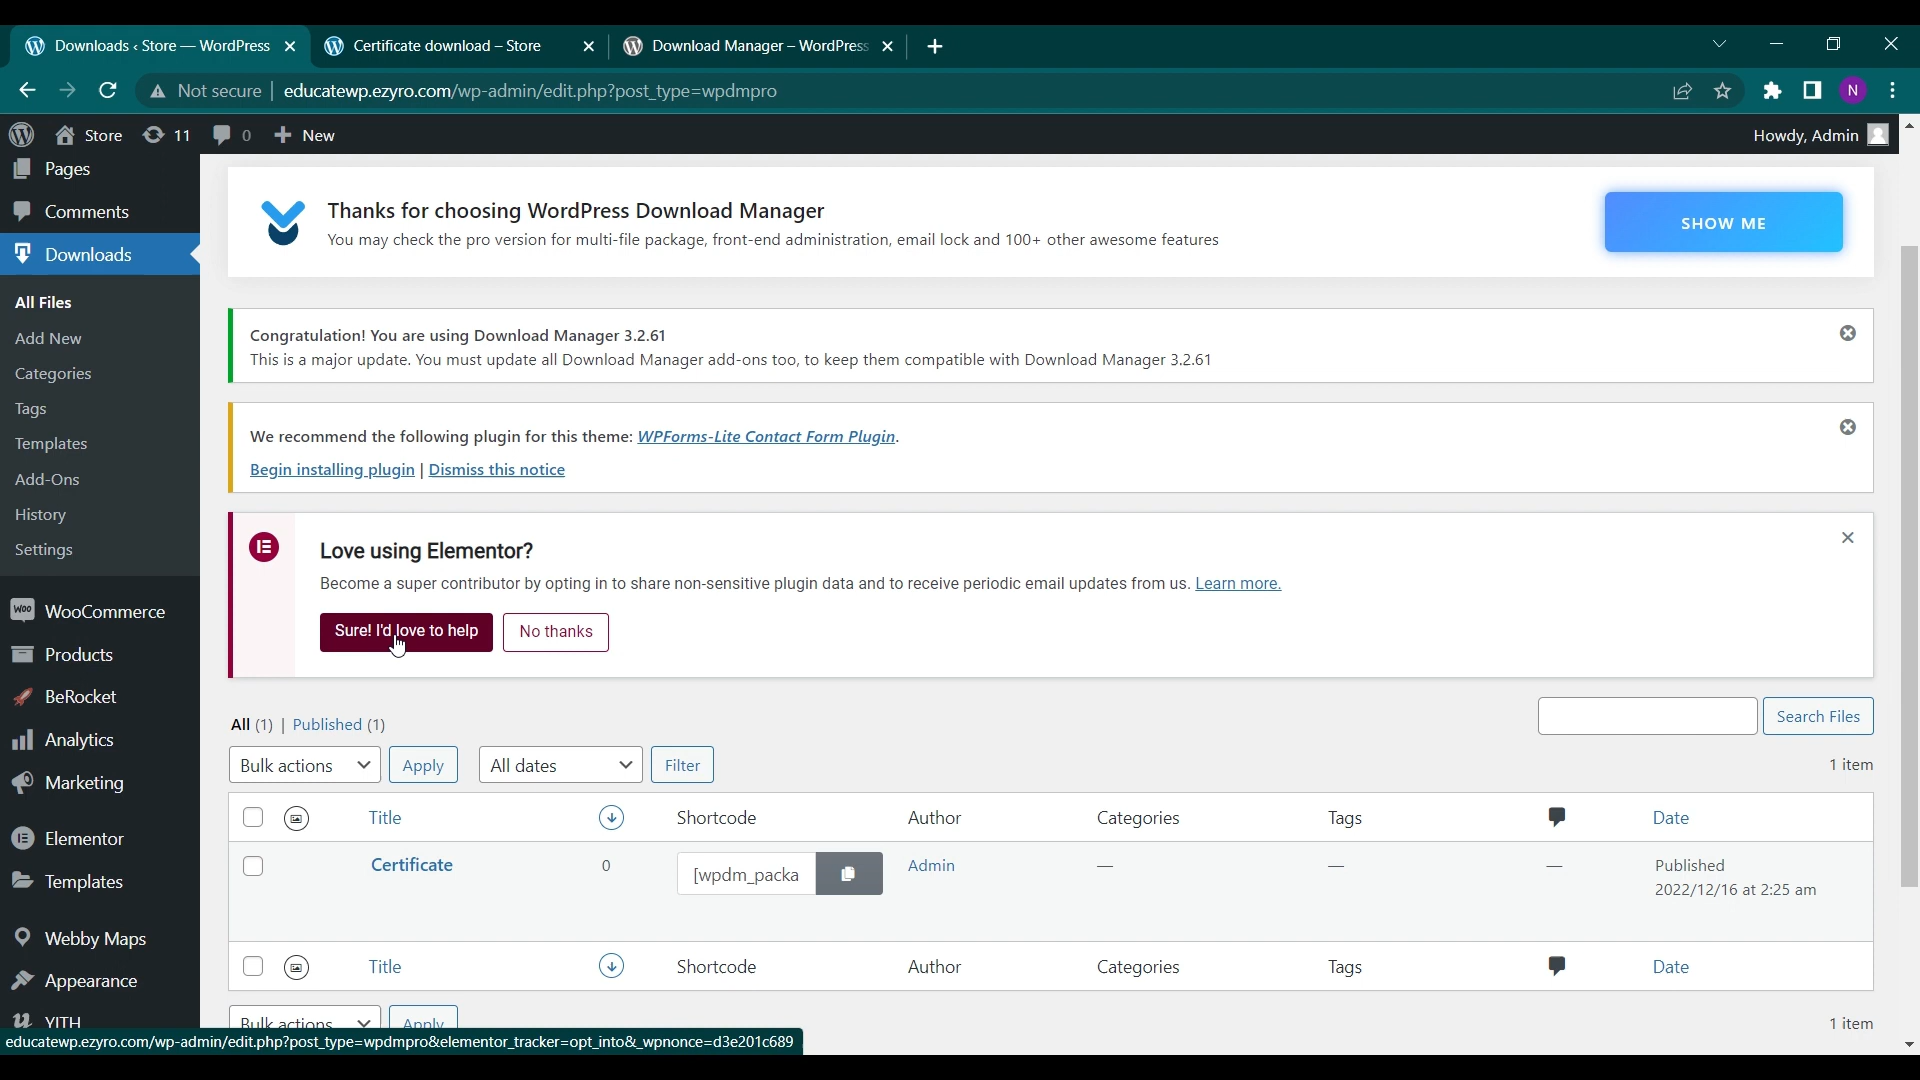 Downloads ‹ Store — WordPress
Certificate download – Store
Download Manager – WordPress
Not secure
educatewp.ezyro.com/wp-admin/edit.php?post_type=wpdmpro
N
Store
11
0
New
Howdy, Admin
Pages
Comments
Downloads
All Files
Add New
Categories
Tags
Templates
Add-Ons
History
Settings
WooCommerce
Products
BeRocket
Analytics
Marketing
Elementor
Templates
Webby Maps
Appearance
YITH
Thanks for choosing WordPress Download Manager
You may check the pro version for multi-file package, front-end administration, email lock and 100+ other awesome features
SHOW ME
Congratulation! You are using Download Manager 3.2.61
This is a major update. You must update all Download Manager add-ons too, to keep them compatible with Download Manager 3.2.61
We recommend the following plugin for this theme: WPForms-Lite Contact Form Plugin.
Begin installing plugin | Dismiss this notice
Love using Elementor?
Become a super contributor by opting in to share non-sensitive plugin data and to receive periodic email updates from us. Learn more.
Sure! I'd love to help
No thanks
All (1) | Published (1)
Search Files
Bulk actions
Apply
All dates
Filter
1 item
Title Shortcode Author Categories Tags Date
Certificate 0 [wpdm_packa Admin — — — Published
2022/12/16 at 2:25 am
Title Shortcode Author Categories Tags Date
Bulk actions
Apply
1 item
educatewp.ezyro.com/wp-admin/edit.php?post_type=wpdmpro&elementor_tracker=opt_into&_wpnonce=d3e201c689